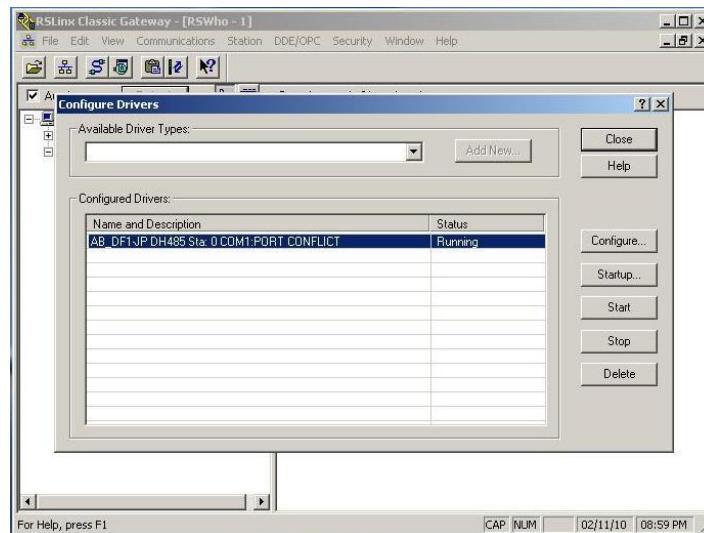 RSLinx Classic Gateway - [RSWho - 1]
File Edit View Communications Station DDE/OPC Security Window Help
Configure Drivers
Available Driver Types:
Add New...
Close
Help
Configured Drivers:
Name and Description Status
AB_DF1-JP DH485 Sta: 0 COM1:PORT CONFLICT Running
Configure...
Startup...
Start
Stop
Delete
For Help, press F1
CAP NUM 02/11/10 08:59 PM